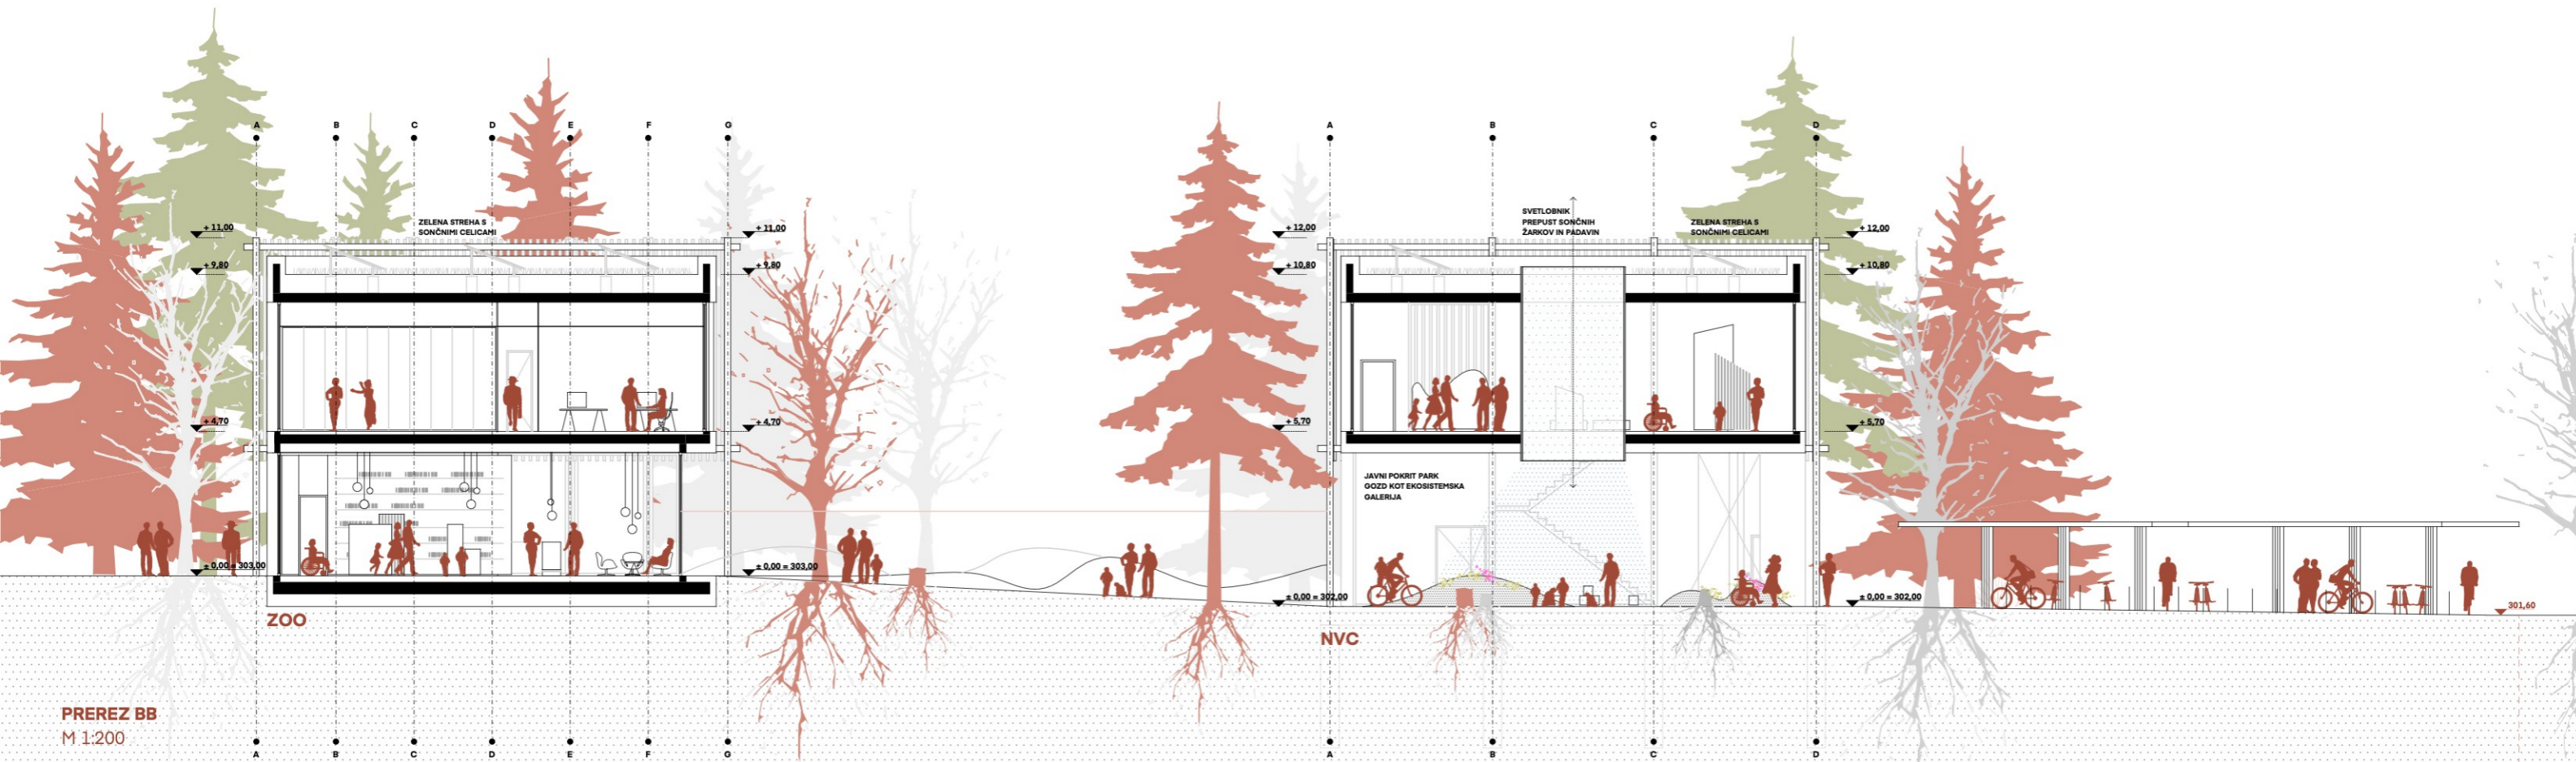 A B C D E F G
ZELENA STREHA S
SONČNIMI CELICAMI
+ 11,00
+ 9,80
+ 4,70
± 0,00 = 303,00
+ 11,00
+ 9,80
+ 4,70
± 0,00 = 303,00
ZOO
A B C D E F G
A B C D
SVETLOBNIK
PREPUST SONČNIH
ŽARKOV IN PADAVIN
ZELENA STREHA S
SONČNIMI CELICAMI
+ 12,00
+ 10,80
+ 5,70
± 0,00 = 302,00
JAVNI POKRIT PARK
GOZD KOT EKOSISTEMSKA
GALERIJA
+ 12,00
+ 10,80
+ 5,70
± 0,00 = 302,00
301,60
NVC
A B C D
PREREZ BB
M 1:200